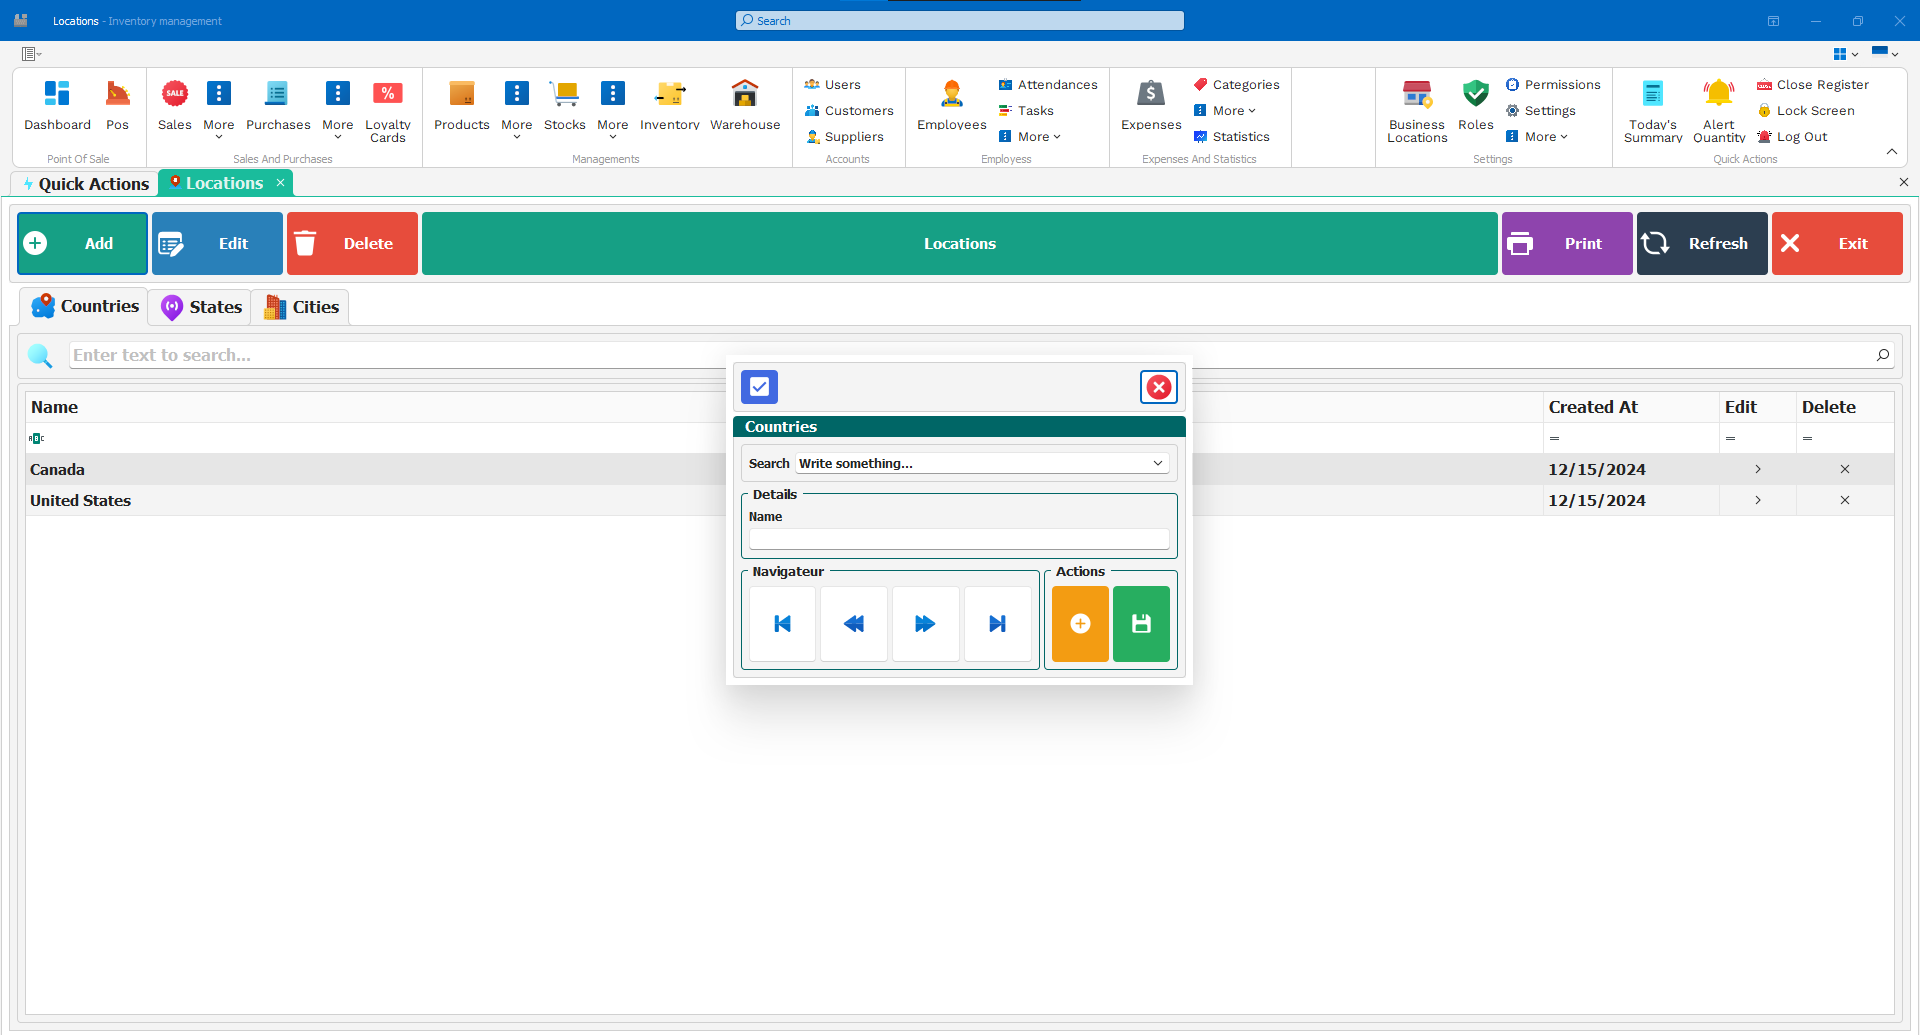 Locations - Inventory management
Search
Dashboard
Pos
Point Of Sale
SALE
Sales
More
Purchases
More
%
Loyalty
Cards
Sales And Purchases
Products
More
Stocks
More
Inventory
Warehouse
Managements
Users
Customers
Suppliers
Accounts
Employees
Attendances
Tasks
More
Employess
$
Expenses
Categories
More
Statistics
Expenses And Statistics
Business
Locations
Roles
Permissions
Settings
More
Settings
Today's
Summary
Alert
Quantity
Close Register
Lock Screen
Log Out
Quick Actions
Quick Actions
Locations
Add
Edit
Delete
Locations
Print
Refresh
Exit
Countries
States
Cities
Enter text to search...
Name
Created At
Edit
Delete
=
=
=
Canada
12/15/2024
United States
12/15/2024
Countries
Search
Write something...
Details
Name
Navigateur
Actions